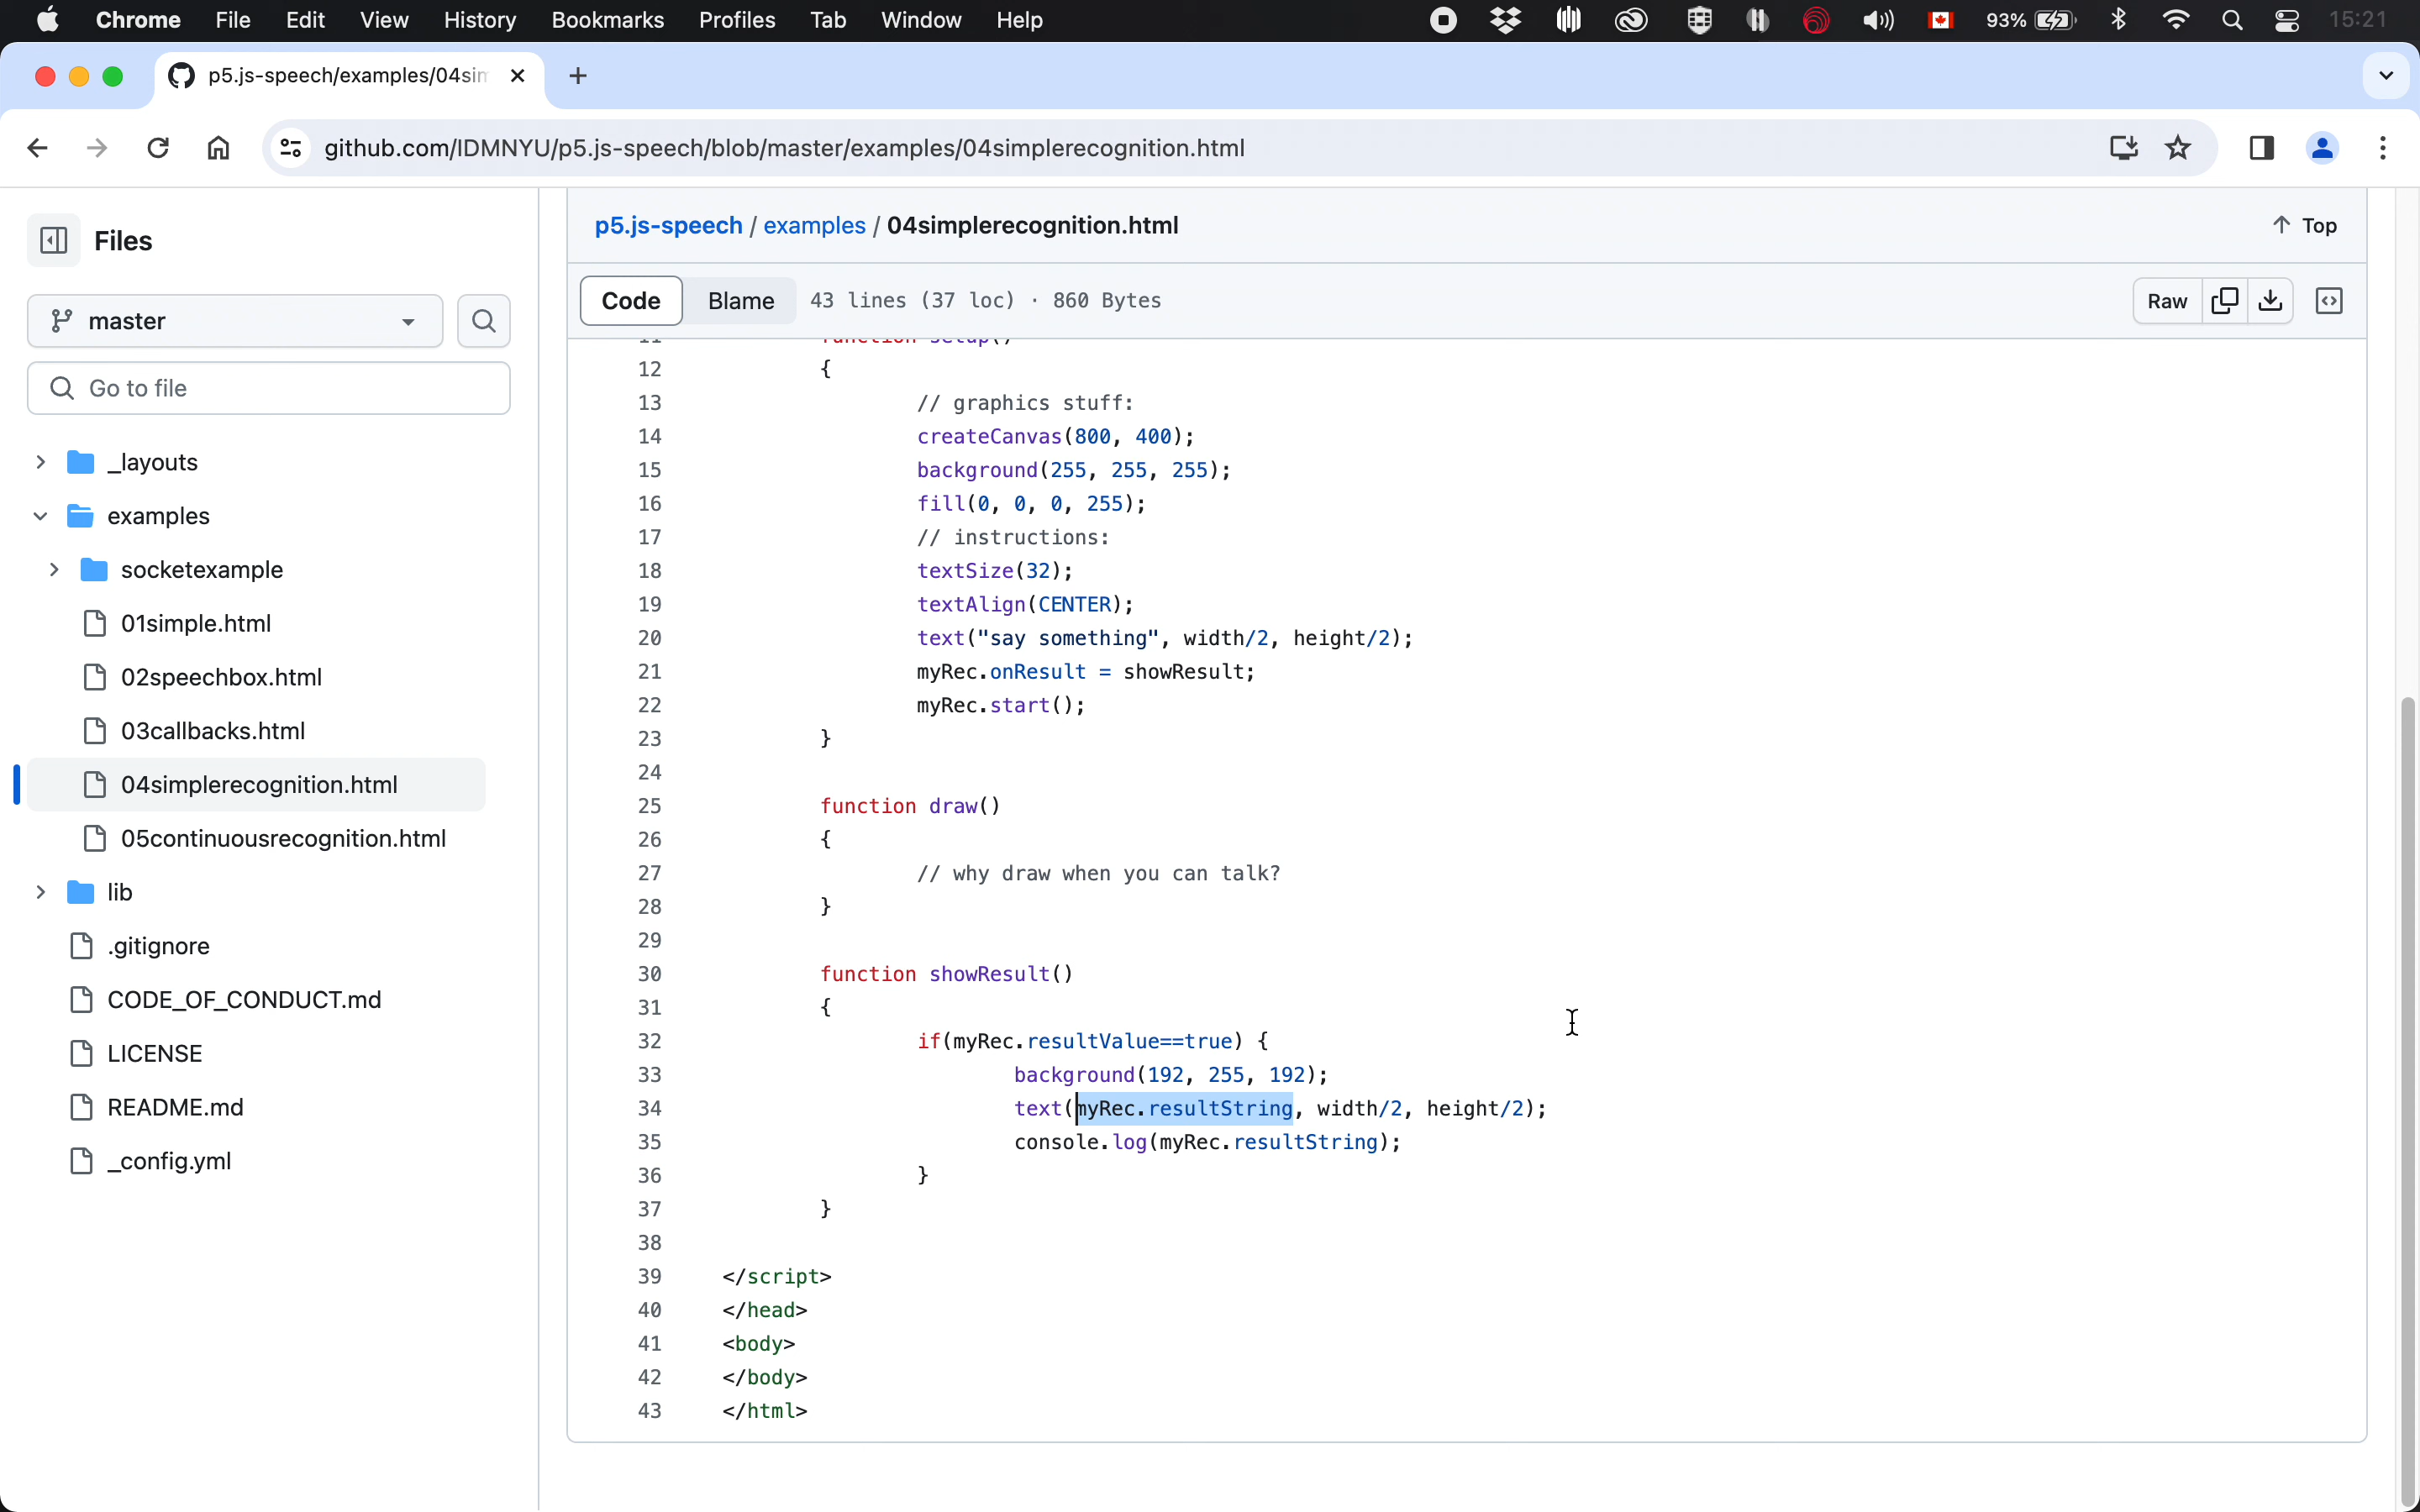 Chrome File Edit View History Bookmarks Profiles Tab Window Help 93% 15:21
p5.js-speech/examples/04sim
github.com/IDMNYU/p5.js-speech/blob/master/examples/04simplerecognition.html
Files
master
Go to file
_layouts
examples
socketexample
01simple.html
02speechbox.html
03callbacks.html
04simplerecognition.html
05continuousrecognition.html
lib
.gitignore
CODE_OF_CONDUCT.md
LICENSE
README.md
_config.yml
p5.js-speech / examples / 04simplerecognition.html Top
Code Blame 43 lines (37 loc) · 860 Bytes Raw
11 function setup()
12 {
13 // graphics stuff:
14 createCanvas(800, 400);
15 background(255, 255, 255);
16 fill(0, 0, 0, 255);
17 // instructions:
18 textSize(32);
19 textAlign(CENTER);
20 text("say something", width/2, height/2);
21 myRec.onResult = showResult;
22 myRec.start();
23 }
24
25 function draw()
26 {
27 // why draw when you can talk?
28 }
29
30 function showResult()
31 {
32 if(myRec.resultValue==true) {
33 background(192, 255, 192);
34 text(myRec.resultString, width/2, height/2);
35 console.log(myRec.resultString);
36 }
37 }
38
39 </script>
40 </head>
41 <body>
42 </body>
43 </html>